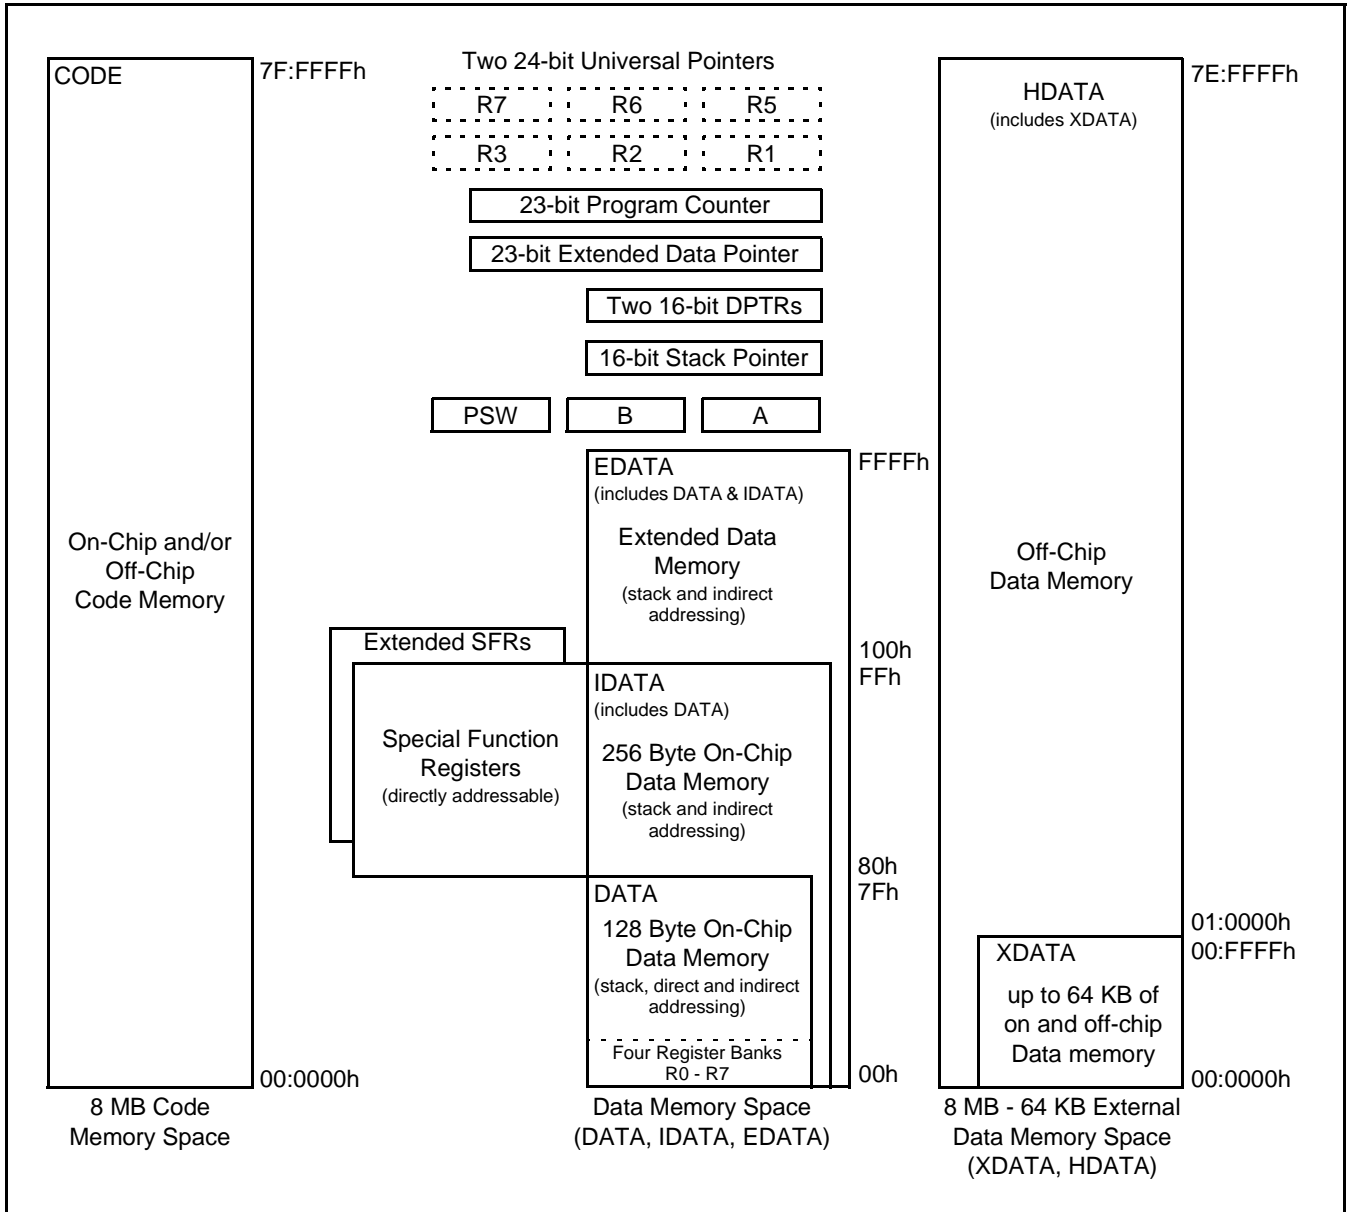 CODE
7F:FFFFh
On-Chip and/or
Off-Chip
Code Memory
00:0000h
8 MB Code
Memory Space
Two 24-bit Universal Pointers
R7 R6 R5
R3 R2 R1
23-bit Program Counter
23-bit Extended Data Pointer
Two 16-bit DPTRs
16-bit Stack Pointer
PSW B A
EDATA
(includes DATA & IDATA)
Extended Data
Memory
(stack and indirect
addressing)
FFFFh
100h
FFh
Extended SFRs
Special Function
Registers
(directly addressable)
IDATA
(includes DATA)
256 Byte On-Chip
Data Memory
(stack and indirect
addressing)
80h
7Fh
DATA
128 Byte On-Chip
Data Memory
(stack, direct and indirect
addressing)
Four Register Banks
R0 - R7
00h
Data Memory Space
(DATA, IDATA, EDATA)
HDATA
(includes XDATA)
7E:FFFFh
Off-Chip
Data Memory
01:0000h
00:FFFFh
XDATA
up to 64 KB of
on and off-chip
Data memory
00:0000h
8 MB - 64 KB External
Data Memory Space
(XDATA, HDATA)